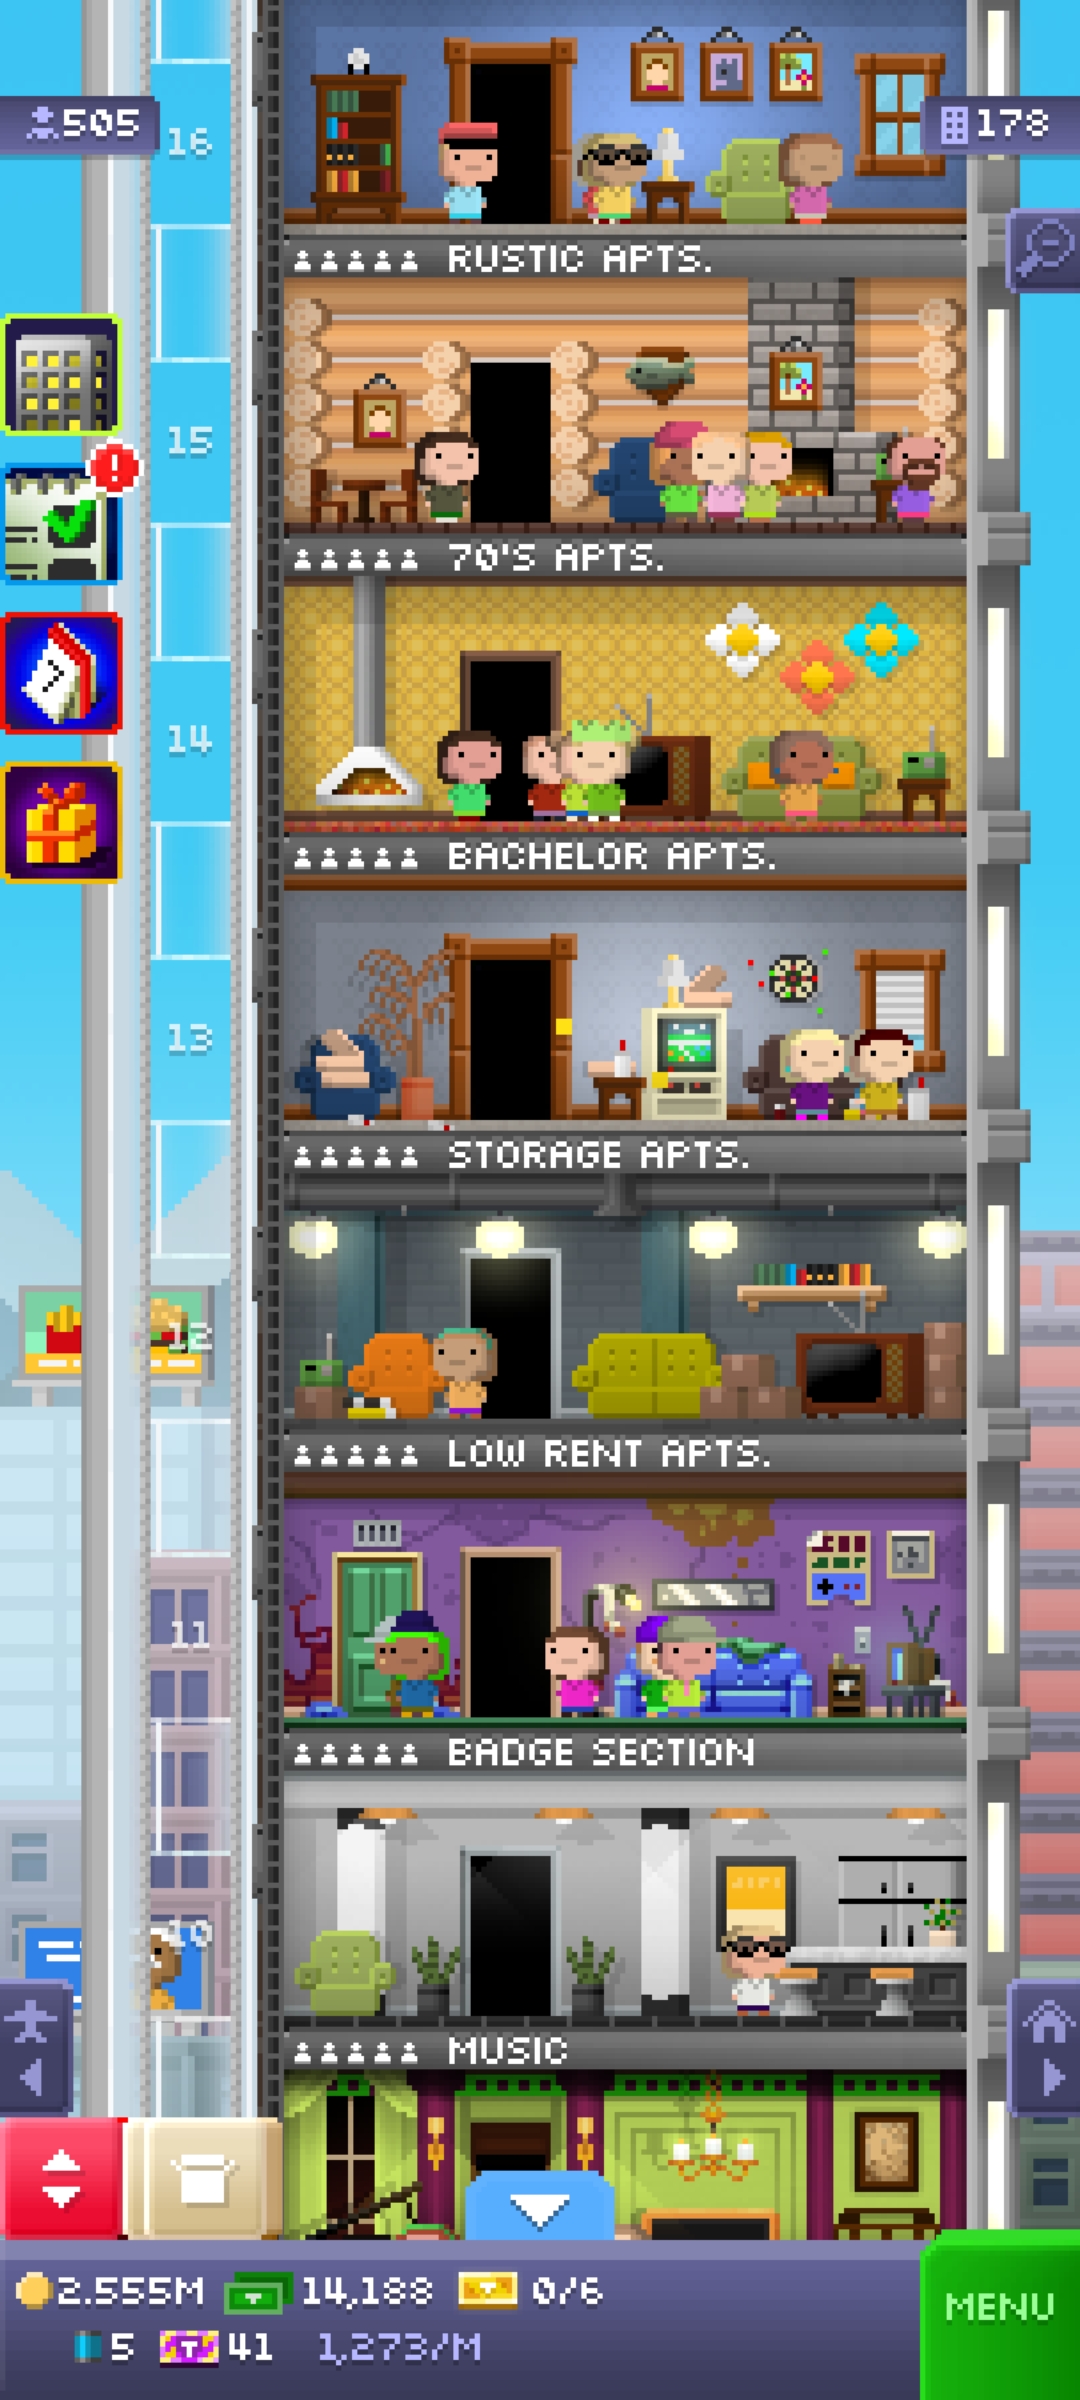 505
178
16
RUSTIC APTS.
15
70'S APTS.
14
BACHELOR APTS.
13
STORAGE APTS.
12
LOW RENT APTS.
11
BADGE SECTION
10
MUSIC
2.555M 14,188 0/6
5 41 1,273/M
MENU